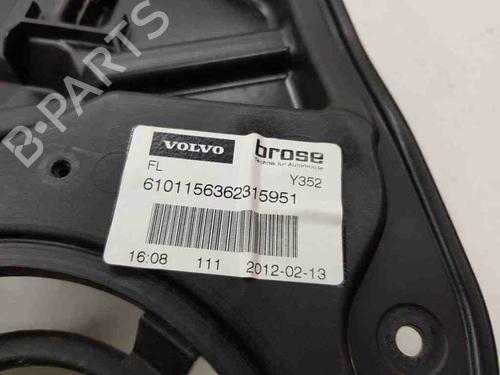 B-PARTS
VOLVO
brose
Technik für Automobile
FL
Y352
6101156362315951
16:08 111 2012-02-13